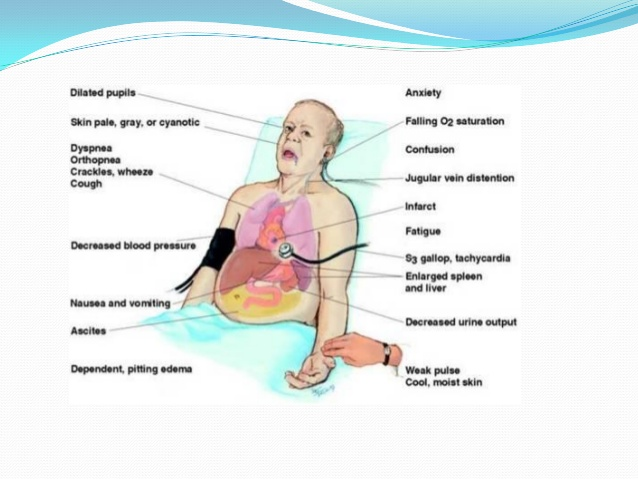 Dilated pupils
Skin pale, gray, or cyanotic
Dyspnea
Orthopnea
Crackles, wheeze
Cough
Decreased blood pressure
Nausea and vomiting
Ascites
Dependent, pitting edema
Anxiety
Falling O2 saturation
Confusion
Jugular vein distention
Infarct
Fatigue
S3 gallop, tachycardia
Enlarged spleen
and liver
Decreased urine output
Weak pulse
Cool, moist skin